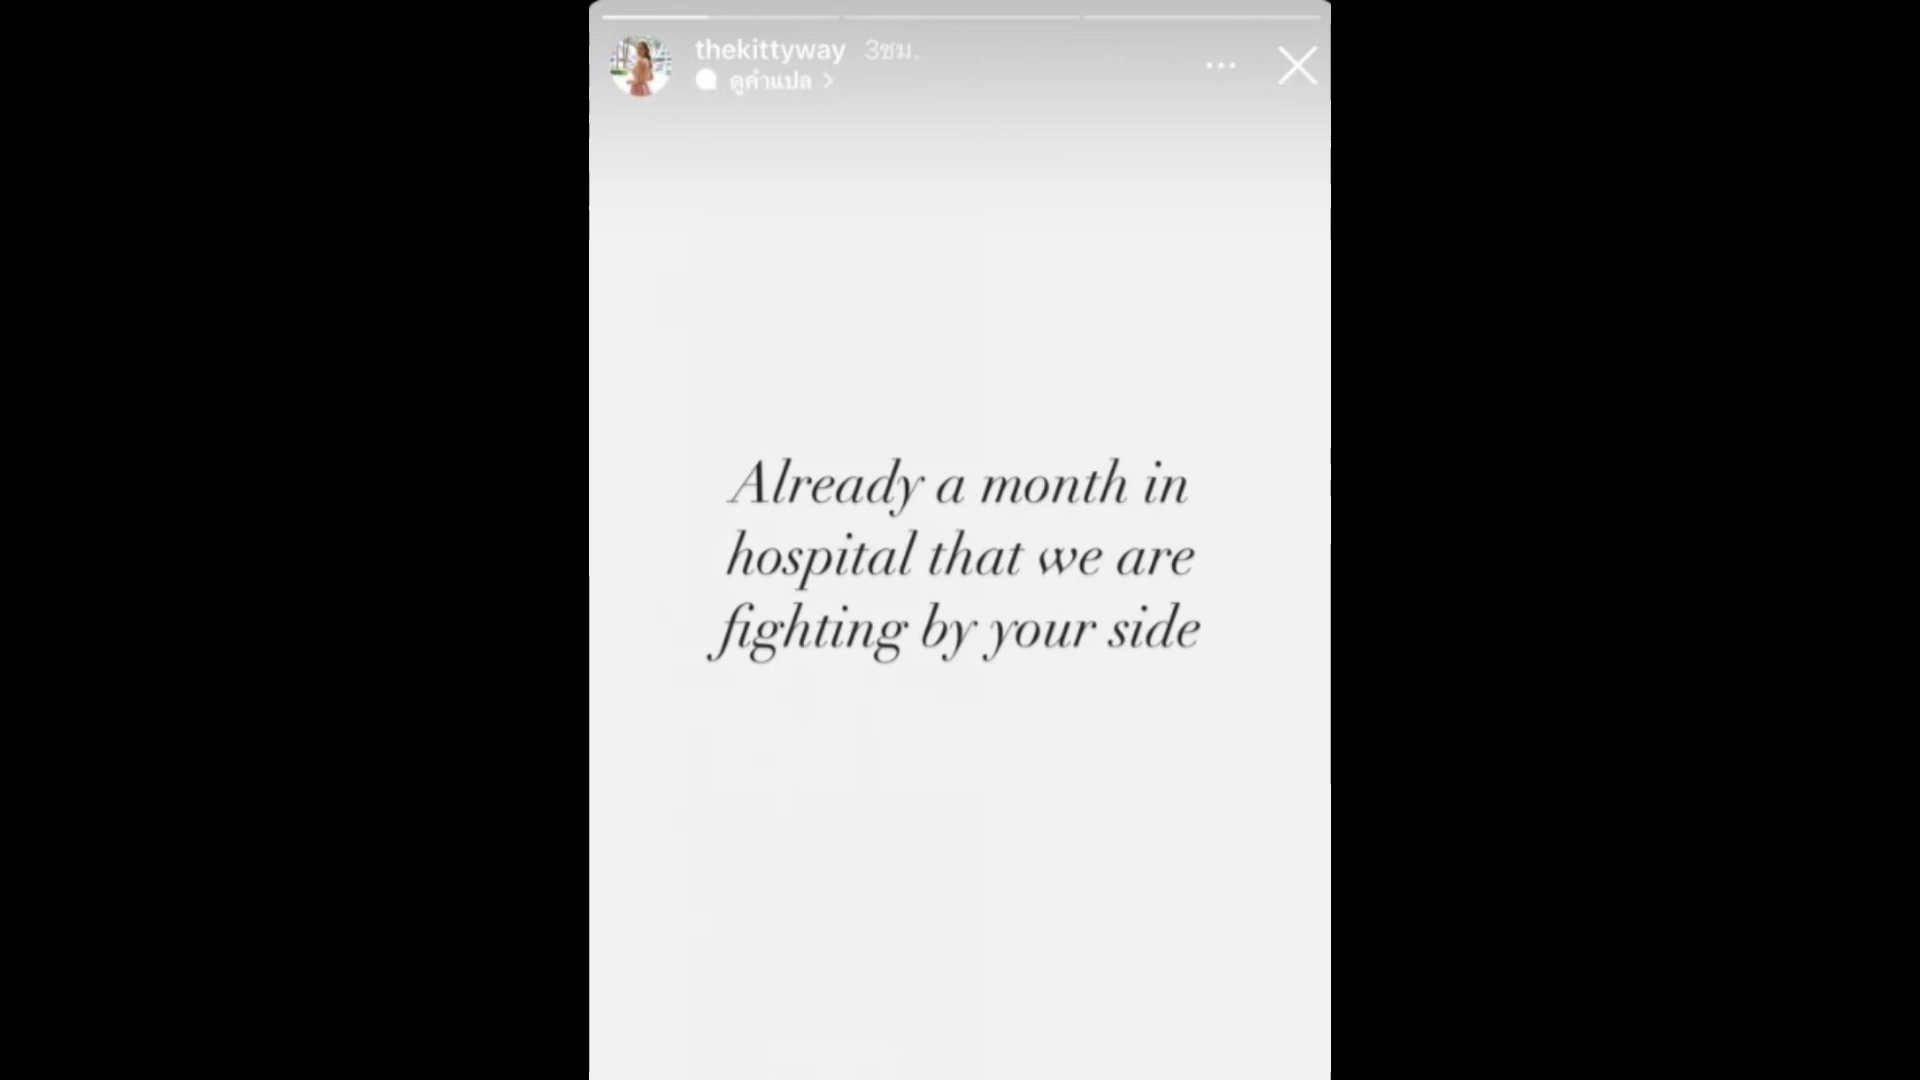 thekittyway 3ชม.
ดูคำแปล >
Already a month in
hospital that we are
fighting by your side